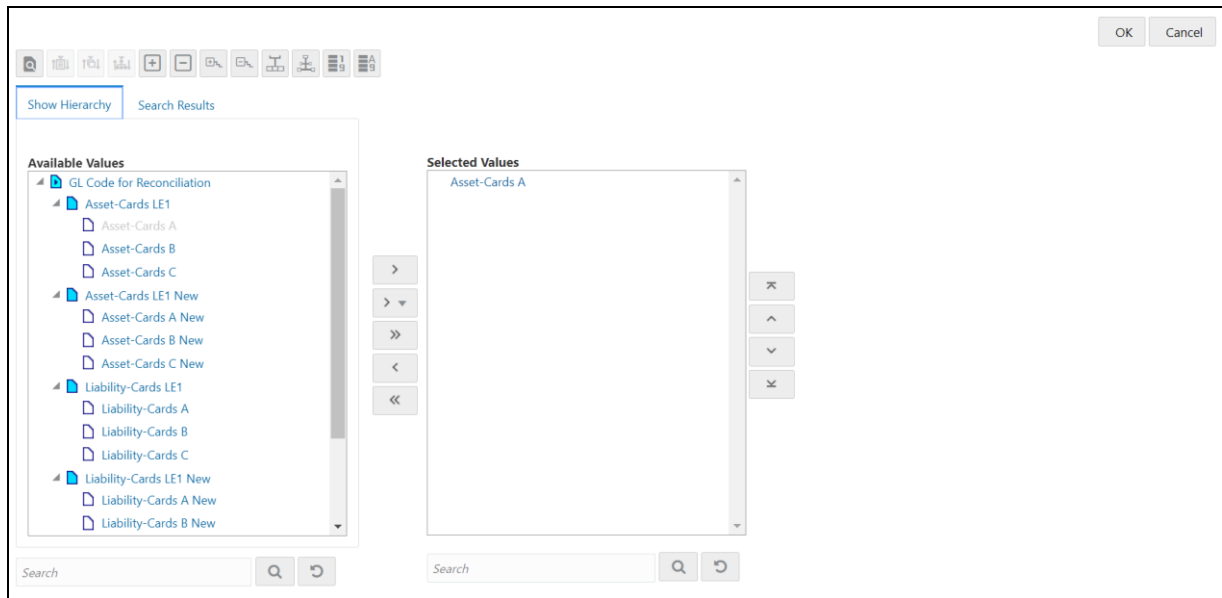 OK Cancel
Show Hierarchy Search Results
Available Values
GL Code for Reconciliation
Asset-Cards LE1
Asset-Cards A
Asset-Cards B
Asset-Cards C
Asset-Cards LE1 New
Asset-Cards A New
Asset-Cards B New
Asset-Cards C New
Liability-Cards LE1
Liability-Cards A
Liability-Cards B
Liability-Cards C
Liability-Cards LE1 New
Liability-Cards A New
Liability-Cards B New
Search
Selected Values
Asset-Cards A
Search